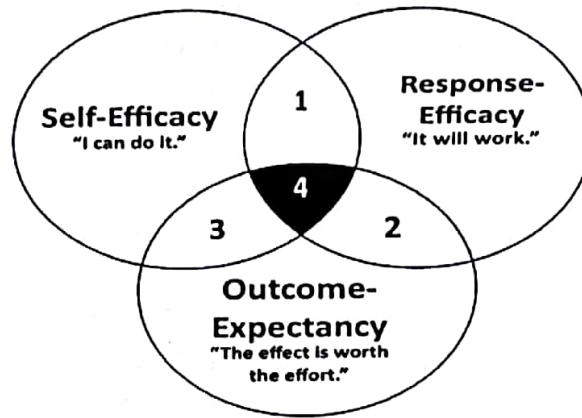 1
Self-Efficacy
"I can do it."
Response-
Efficacy
"It will work."
4
3
2
Outcome-
Expectancy
"The effect is worth
the effort."